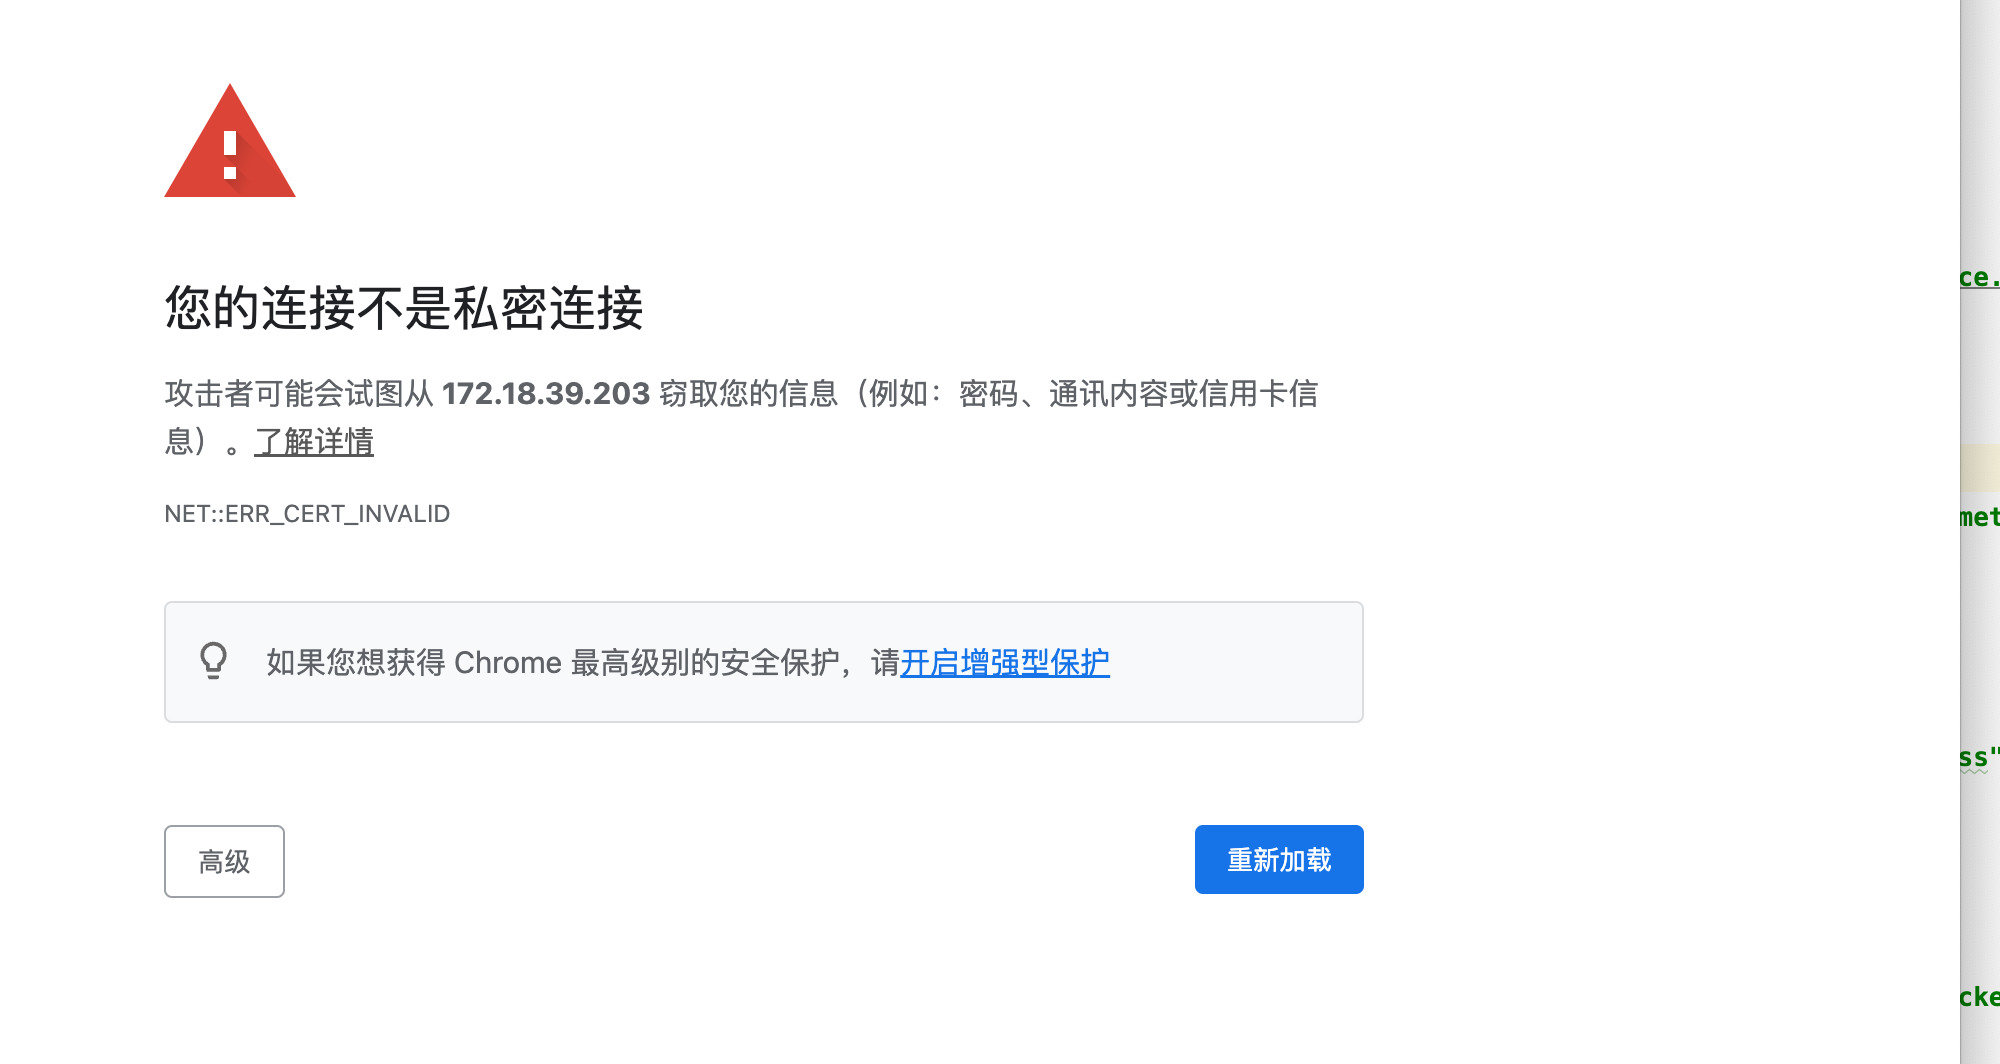 您的连接不是私密连接
攻击者可能会试图从 172.18.39.203 窃取您的信息（例如：密码、通讯内容或信用卡信
息）。了解详情
NET::ERR_CERT_INVALID
如果您想获得 Chrome 最高级别的安全保护，请开启增强型保护
高级
重新加载
ce.
met
ss"
cke